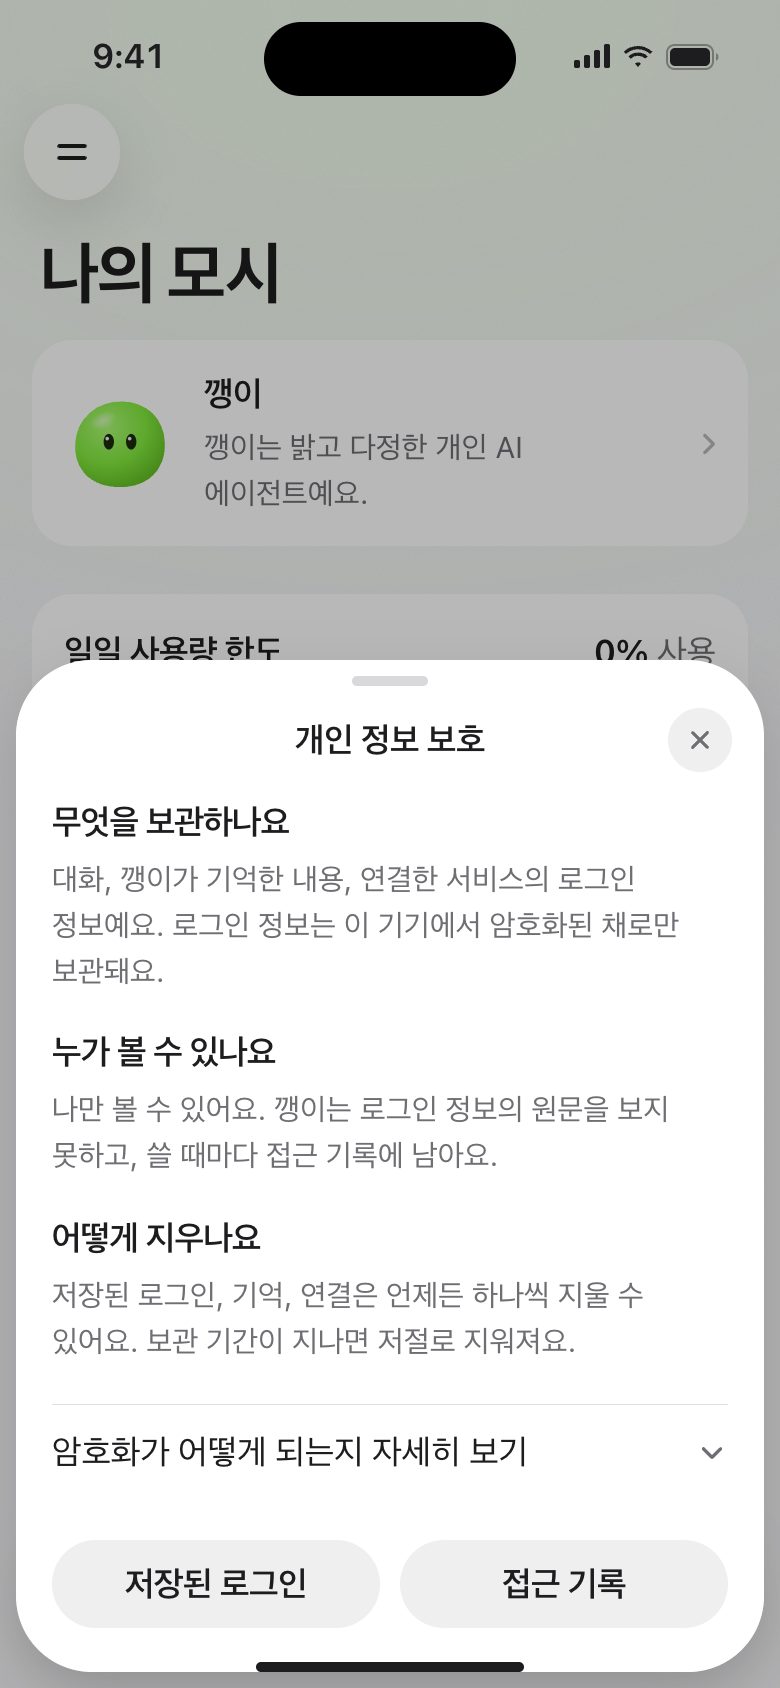 9:41
나의 모시
깽이
깽이는 밝고 다정한 개인 AI
에이전트예요.
일일 사용량 한도
0% 사용
개인 정보 보호
무엇을 보관하나요
대화, 깽이가 기억한 내용, 연결한 서비스의 로그인
정보예요. 로그인 정보는 이 기기에서 암호화된 채로만
보관돼요.
누가 볼 수 있나요
나만 볼 수 있어요. 깽이는 로그인 정보의 원문을 보지
못하고, 쓸 때마다 접근 기록에 남아요.
어떻게 지우나요
저장된 로그인, 기억, 연결은 언제든 하나씩 지울 수
있어요. 보관 기간이 지나면 저절로 지워져요.
암호화가 어떻게 되는지 자세히 보기
저장된 로그인
접근 기록